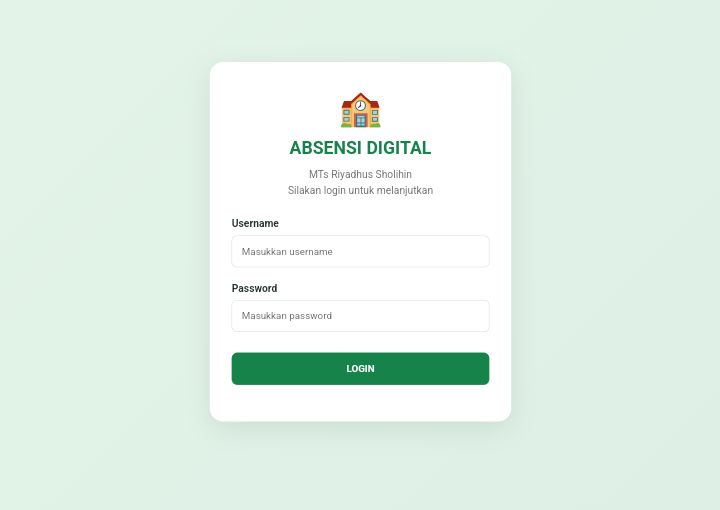 ABSENSI DIGITAL
MTs Riyadhus Sholihin
Silakan login untuk melanjutkan
Username
Masukkan username
Password
Masukkan password
LOGIN